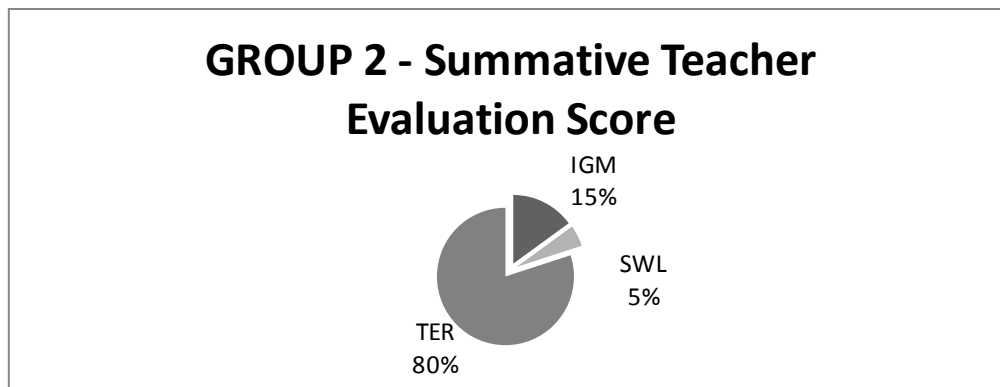 GROUP 2 - Summative Teacher
Evaluation Score
IGM
15%
SWL
5%
TER
80%